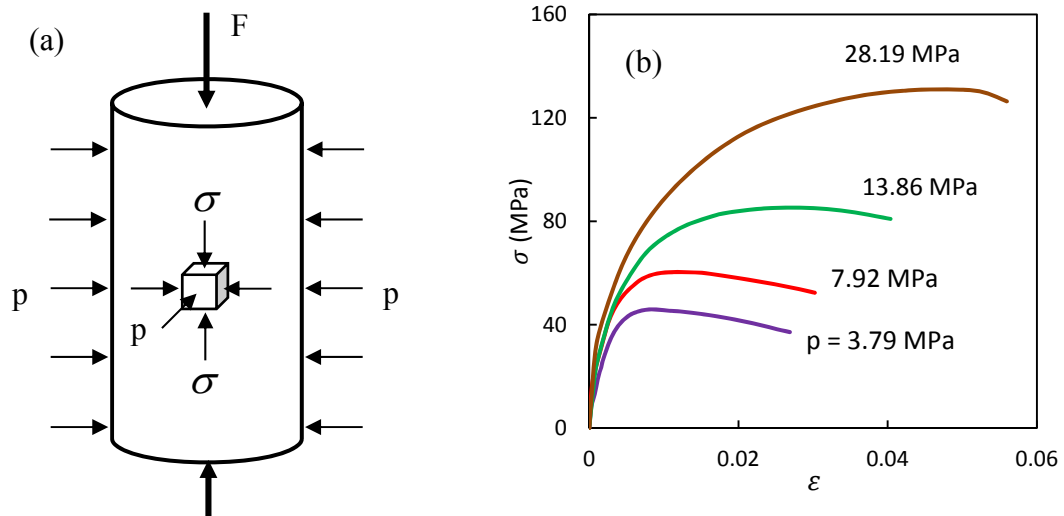 (a)
F
σ
p
p
p
σ
(b)
σ (MPa)
160
120
80
40
0
28.19 MPa
13.86 MPa
7.92 MPa
p = 3.79 MPa
0
0.02
0.04
0.06
ε